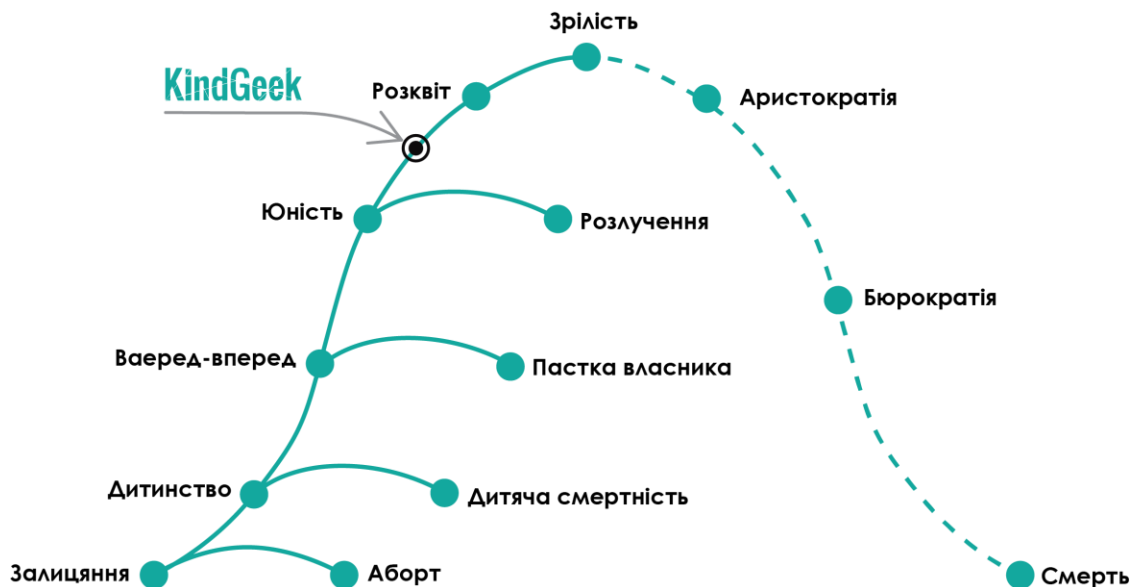 Зрілість
KindGeek
Розквіт
Аристократія
Юність
Розлучення
Бюрократія
Ваеред-вперед
Пастка власника
Дитинство
Дитяча смертність
Залицяння
Аборт
Смерть